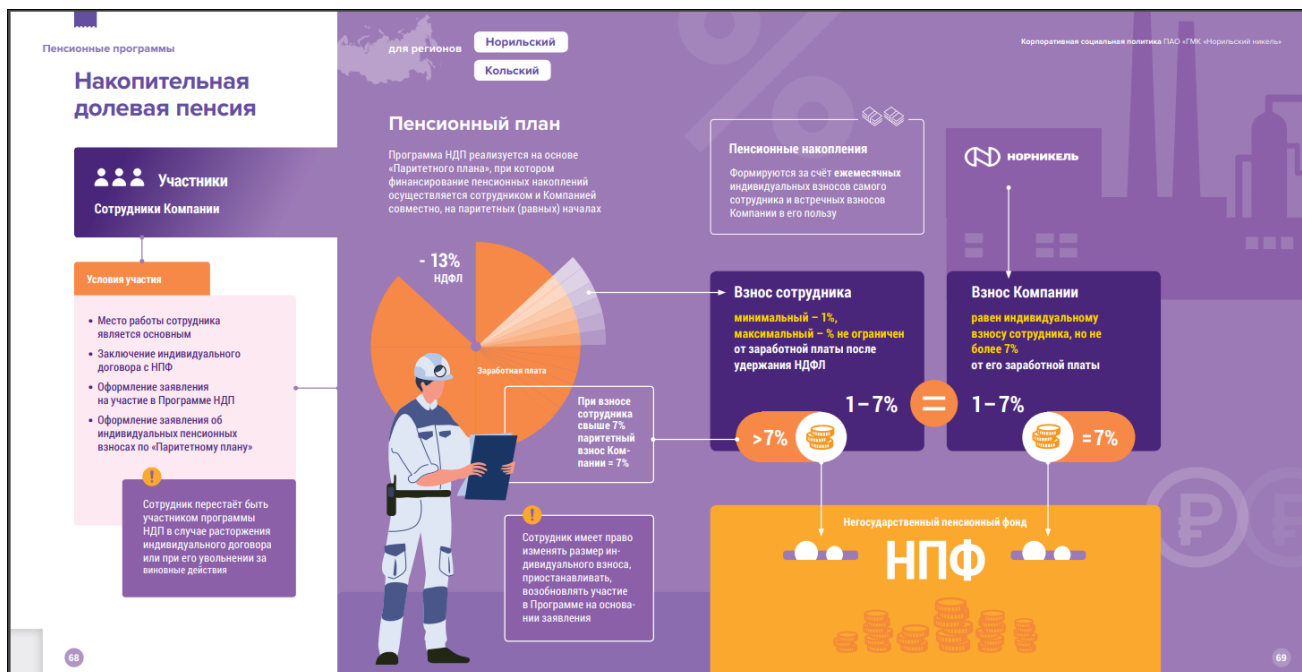 Пенсионные программы
Накопительная
долевая пенсия
Участники
Сотрудники Компании
Условия участия
• Место работы сотрудника
является основным
• Заключение индивидуального
договора с НПФ
• Оформление заявления
на участие в Программе НДП
• Оформление заявления об
индивидуальных пенсионных
взносах по «Паритетному плану»
!
Сотрудник перестаёт быть
участником программы
НДП в случае расторжения
индивидуального договора
или при его увольнении за
виновные действия
68
для регионов
Норильский
Кольский
Корпоративная социальная политика ПАО «ГМК «Норильский никель»
%
Пенсионный план
Программа НДП реализуется на основе
«Паритетного плана», при котором
финансирование пенсионных накоплений
осуществляется сотрудником и Компанией
совместно, на паритетных (равных) началах
- 13%
НДФЛ
Заработная плата
При взносе
сотрудника
свыше 7%
паритетный
взнос Ком-
пании = 7%
!
Сотрудник имеет право
изменять размер ин-
дивидуального взноса,
приостанавливать,
возобновлять участие
в Программе на основа-
нии заявления
Пенсионные накопления
Формируются за счёт ежемесячных
индивидуальных взносов самого
сотрудника и встречных взносов
Компании в его пользу
НОРНИКЕЛЬ
Взнос сотрудника
минимальный – 1%,
максимальный – % не ограничен
от заработной платы после
удержания НДФЛ
1–7%
>7%
=
Взнос Компании
равен индивидуальному
взносу сотрудника, но не
более 7%
от его заработной платы
1–7%
=7%
Негосударственный пенсионный фонд
НПФ
₽
₽
69